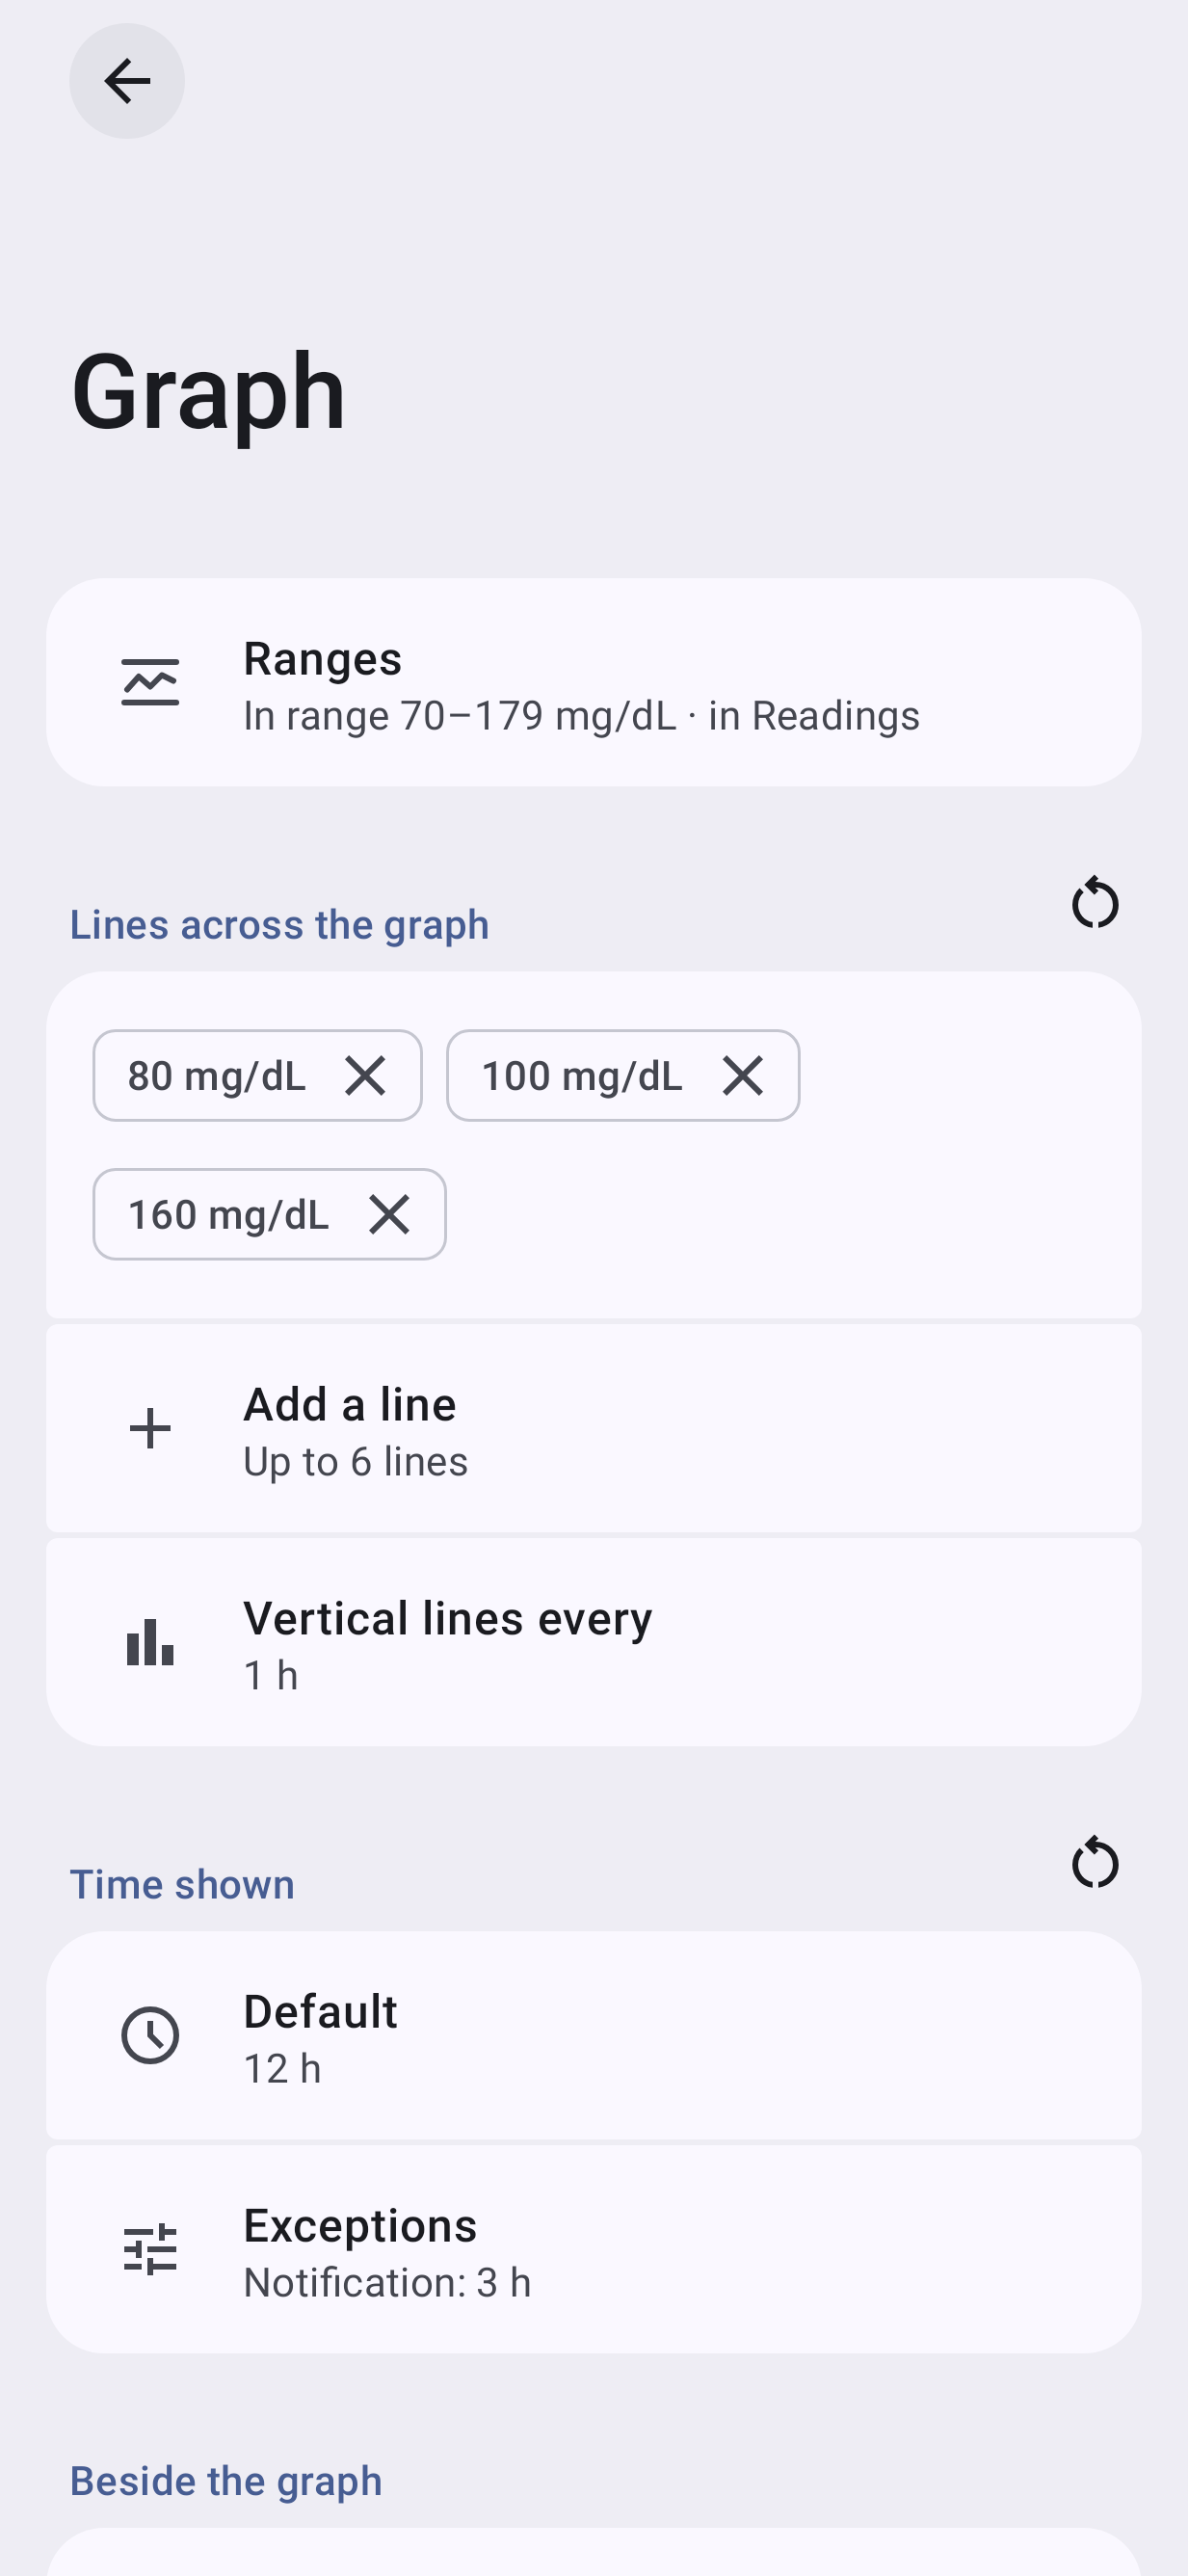 Graph
Ranges
In range 70–179 mg/dL · in Readings
Lines across the graph
80 mg/dL
100 mg/dL
160 mg/dL
Add a line
Up to 6 lines
Vertical lines every
1 h
Time shown
Default
12 h
Exceptions
Notification: 3 h
Beside the graph